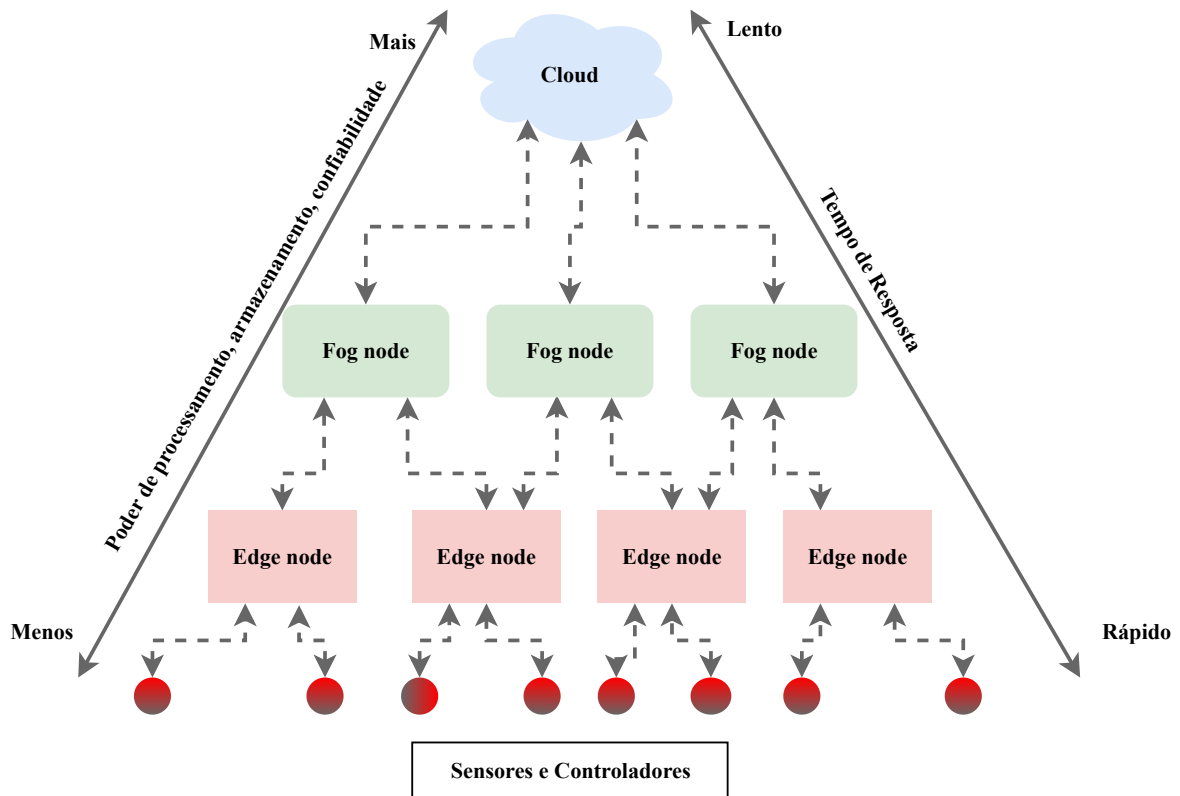 Mais
Lento
Cloud
Poder de processamento, armazenamento, confiabilidade
Tempo de Resposta
Fog node
Fog node
Fog node
Edge node
Edge node
Edge node
Edge node
Menos
Rápido
Sensores e Controladores